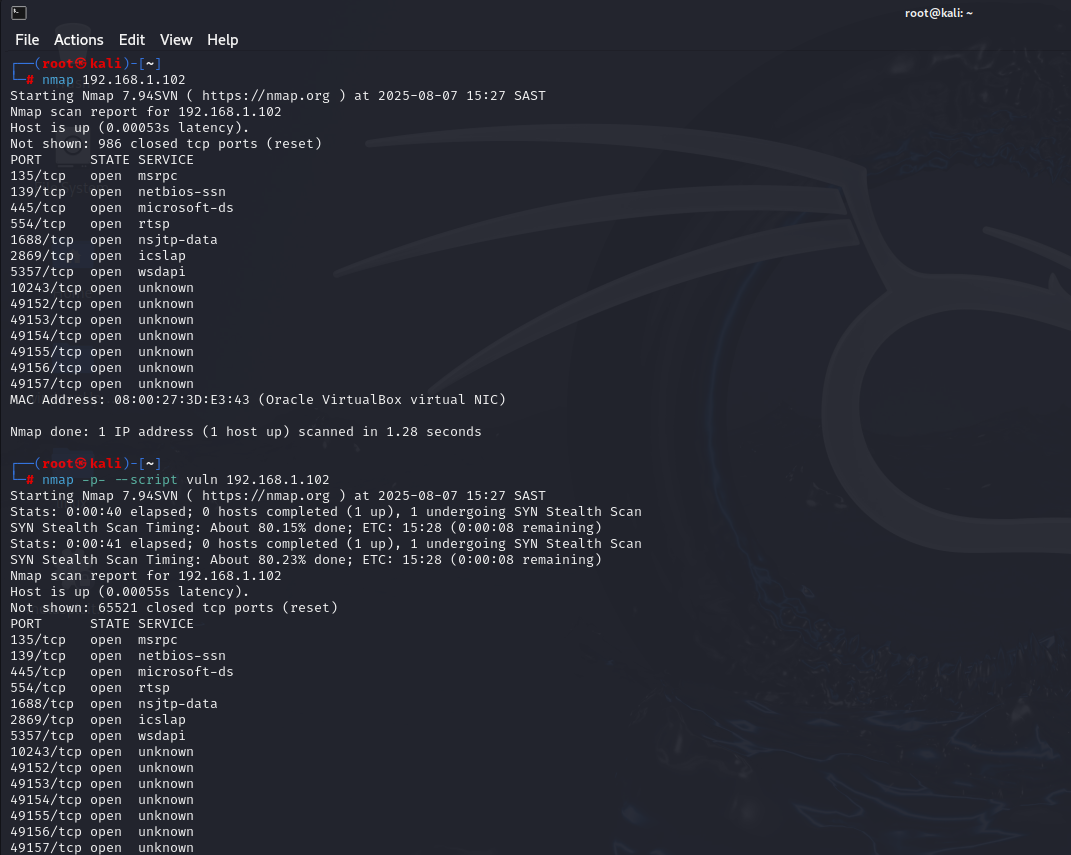 root@kali: ~
File Actions Edit View Help
┌──(root㉿kali)-[~]
└─# nmap 192.168.1.102
Starting Nmap 7.94SVN ( https://nmap.org ) at 2025-08-07 15:27 SAST
Nmap scan report for 192.168.1.102
Host is up (0.00053s latency).
Not shown: 986 closed tcp ports (reset)
PORT STATE SERVICE
135/tcp open msrpc
139/tcp open netbios-ssn
445/tcp open microsoft-ds
554/tcp open rtsp
1688/tcp open nsjtp-data
2869/tcp open icslap
5357/tcp open wsdapi
10243/tcp open unknown
49152/tcp open unknown
49153/tcp open unknown
49154/tcp open unknown
49155/tcp open unknown
49156/tcp open unknown
49157/tcp open unknown
MAC Address: 08:00:27:3D:E3:43 (Oracle VirtualBox virtual NIC)
Nmap done: 1 IP address (1 host up) scanned in 1.28 seconds
┌──(root㉿kali)-[~]
└─# nmap -p- --script vuln 192.168.1.102
Starting Nmap 7.94SVN ( https://nmap.org ) at 2025-08-07 15:27 SAST
Stats: 0:00:40 elapsed; 0 hosts completed (1 up), 1 undergoing SYN Stealth Scan
SYN Stealth Scan Timing: About 80.15% done; ETC: 15:28 (0:00:08 remaining)
Stats: 0:00:41 elapsed; 0 hosts completed (1 up), 1 undergoing SYN Stealth Scan
SYN Stealth Scan Timing: About 80.23% done; ETC: 15:28 (0:00:08 remaining)
Nmap scan report for 192.168.1.102
Host is up (0.00055s latency).
Not shown: 65521 closed tcp ports (reset)
PORT STATE SERVICE
135/tcp open msrpc
139/tcp open netbios-ssn
445/tcp open microsoft-ds
554/tcp open rtsp
1688/tcp open nsjtp-data
2869/tcp open icslap
5357/tcp open wsdapi
10243/tcp open unknown
49152/tcp open unknown
49153/tcp open unknown
49154/tcp open unknown
49155/tcp open unknown
49156/tcp open unknown
49157/tcp open unknown